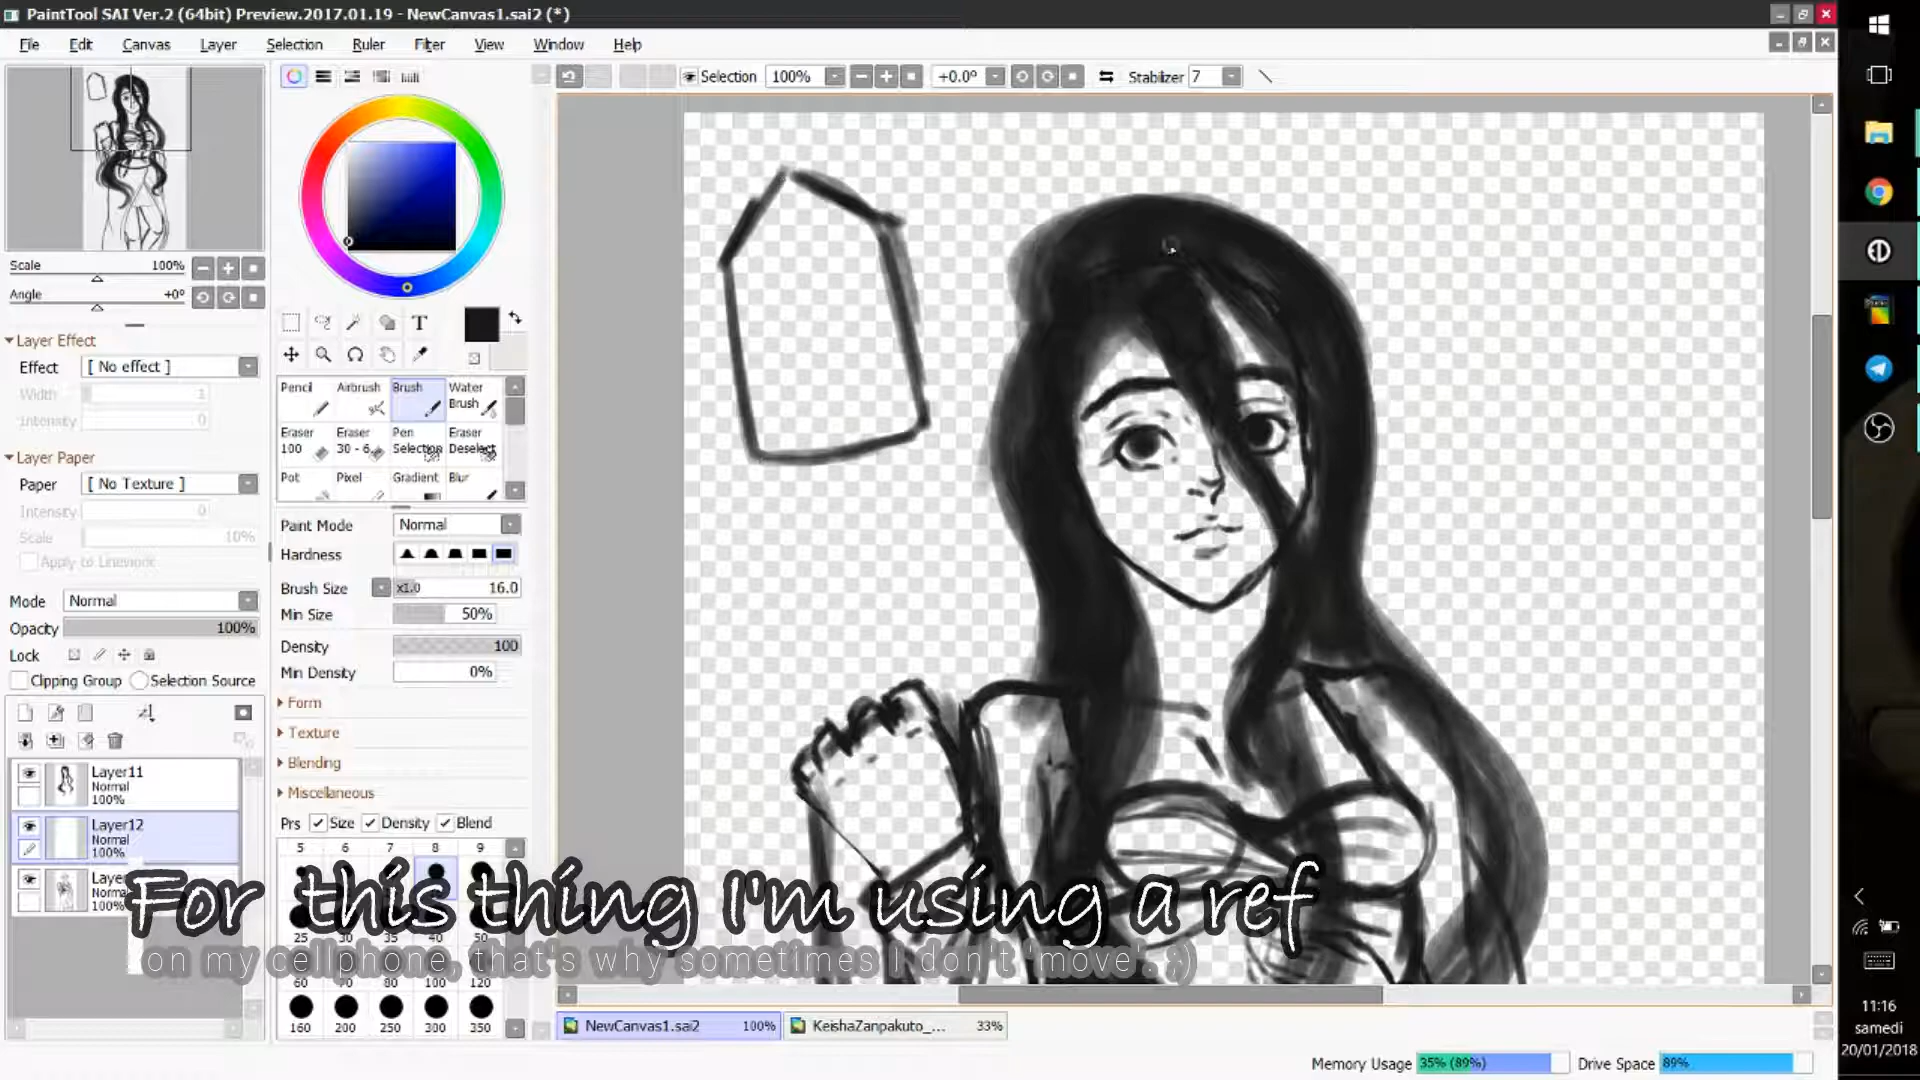 PaintTool SAI Ver.2 (64bit) Preview.2017.01.19 - NewCanvas1.sai2 (*)
File Edit Canvas Layer Selection Ruler Filter View Window Help
Selection 100% +0.0° Stabilizer 7
Scale 100%
Angle +0°
Layer Effect
Effect [ No effect ]
Width 1
Intensity 0
Layer Paper
Paper [ No Texture ]
Intensity 0
Scale 10%
Apply to Linework
Mode Normal
Opacity 100%
Lock
Clipping Group Selection Source
Layer11
Normal
100%
Layer12
Normal
100%
Laye
Norma
100%
T
Pencil Airbrush Brush Water Brush
Eraser 100 Eraser 30 - 6 Pen Selection Eraser Deselect
Pot Pixel Gradient Blur
Paint Mode Normal
Hardness
Brush Size x1.0 16.0
Min Size 50%
Density 100
Min Density 0%
Form
Texture
Blending
Miscellaneous
Prs Size Density Blend
5 6 7 8 9
25 30 35 40 50
60 70 80 100 120
160 200 250 300 350
For this thing I'm using a ref
on my cellphone, that's why sometimes I don't 'move'. :)
NewCanvas1.sai2 100% KeishaZanpakuto_... 33%
Memory Usage 35% (89%) Drive Space 89%
11:16
samedi
20/01/2018